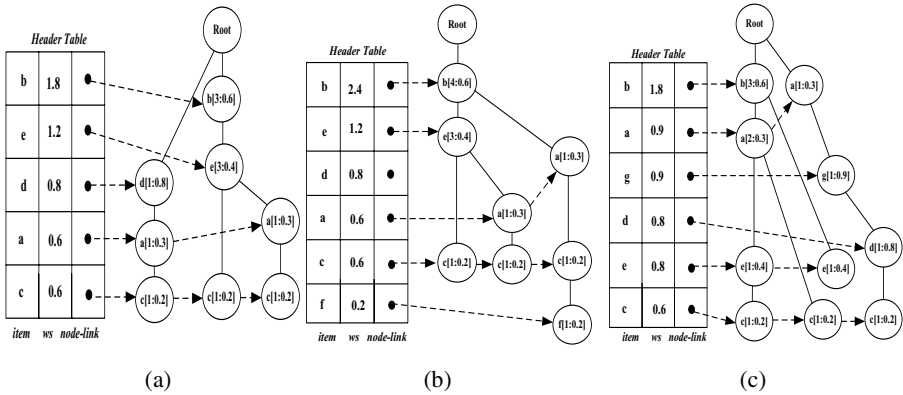 Header Table
b 1.8
e 1.2
d 0.8
a 0.6
c 0.6
item ws node-link
Root
b[3:0.6]
e[3:0.4]
d[1:0.8]
a[1:0.3]
a[1:0.3]
c[1:0.2] c[1:0.2] c[1:0.2]
(a)
Header Table
b 2.4
e 1.2
d 0.8
a 0.6
c 0.6
f 0.2
item ws node-link
Root
b[4:0.6]
e[3:0.4]
a[1:0.3]
a[1:0.3]
c[1:0.2] c[1:0.2] c[1:0.2]
f[1:0.2]
(b)
Header Table
b 1.8
a 0.9
g 0.9
d 0.8
e 0.8
c 0.6
item ws node-link
Root
b[3:0.6] a[1:0.3]
a[2:0.3]
g[1:0.9]
d[1:0.8]
e[1:0.4] e[1:0.4]
c[1:0.2] c[1:0.2] c[1:0.2]
(c)